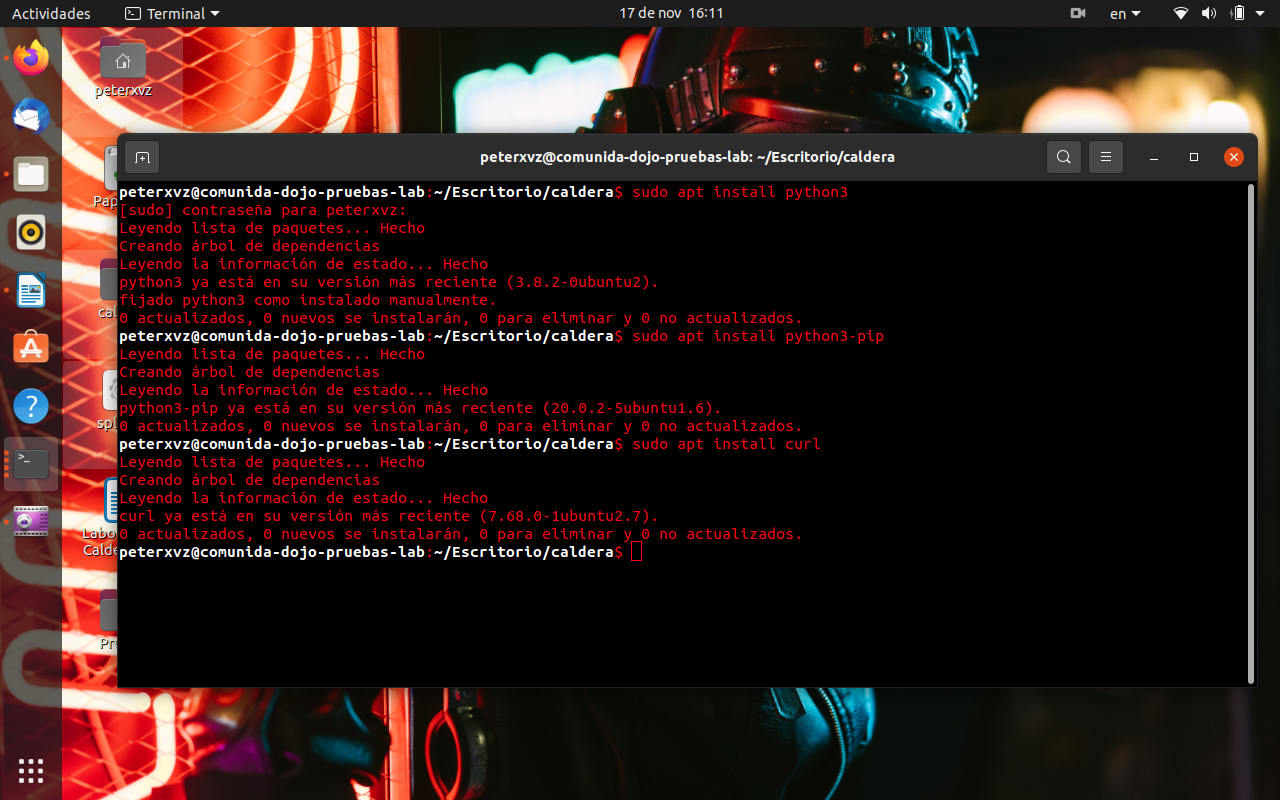 Actividades
Terminal
17 de nov 16:11
en
peterxvz
peterxvz@comunida-dojo-pruebas-lab: ~/Escritorio/caldera
peterxvz@comunida-dojo-pruebas-lab:~/Escritorio/caldera$ sudo apt install python3
[sudo] contraseña para peterxvz:
Leyendo lista de paquetes... Hecho
Creando árbol de dependencias
Leyendo la información de estado... Hecho
python3 ya está en su versión más reciente (3.8.2-0ubuntu2).
fijado python3 como instalado manualmente.
0 actualizados, 0 nuevos se instalarán, 0 para eliminar y 0 no actualizados.
peterxvz@comunida-dojo-pruebas-lab:~/Escritorio/caldera$ sudo apt install python3-pip
Leyendo lista de paquetes... Hecho
Creando árbol de dependencias
Leyendo la información de estado... Hecho
python3-pip ya está en su versión más reciente (20.0.2-5ubuntu1.6).
0 actualizados, 0 nuevos se instalarán, 0 para eliminar y 0 no actualizados.
peterxvz@comunida-dojo-pruebas-lab:~/Escritorio/caldera$ sudo apt install curl
Leyendo lista de paquetes... Hecho
Creando árbol de dependencias
Leyendo la información de estado... Hecho
curl ya está en su versión más reciente (7.68.0-1ubuntu2.7).
0 actualizados, 0 nuevos se instalarán, 0 para eliminar y 0 no actualizados.
peterxvz@comunida-dojo-pruebas-lab:~/Escritorio/caldera$